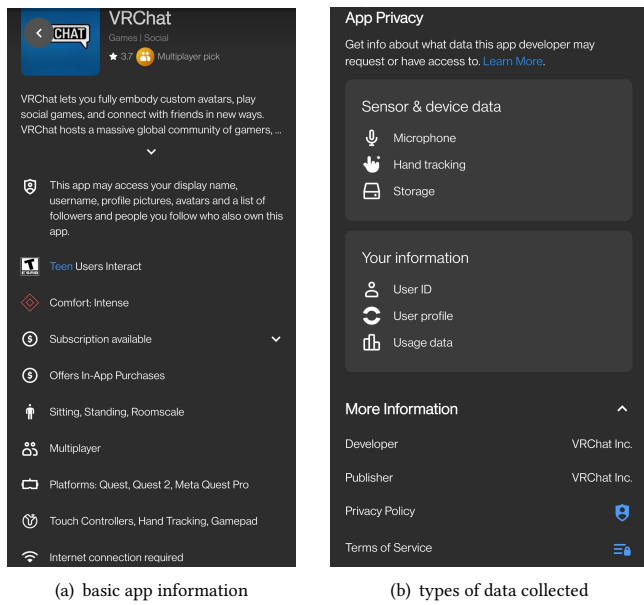 CHAT
VRChat
Games | Social
★ 3.7 Multiplayer pick
VRChat lets you fully embody custom avatars, play
social games, and connect with friends in new ways.
VRChat hosts a massive global community of gamers, ...
This app may access your display name,
username, profile pictures, avatars and a list of
followers and people you follow who also own this
app.
Teen Users Interact
Comfort: Intense
Subscription available
Offers In-App Purchases
Sitting, Standing, Roomscale
Multiplayer
Platforms: Quest, Quest 2, Meta Quest Pro
Touch Controllers, Hand Tracking, Gamepad
Internet connection required
(a) basic app information
App Privacy
Get info about what data this app developer may
request or have access to. Learn More.
Sensor & device data
Microphone
Hand tracking
Storage
Your information
User ID
User profile
Usage data
More Information
Developer VRChat Inc.
Publisher VRChat Inc.
Privacy Policy
Terms of Service
(b) types of data collected